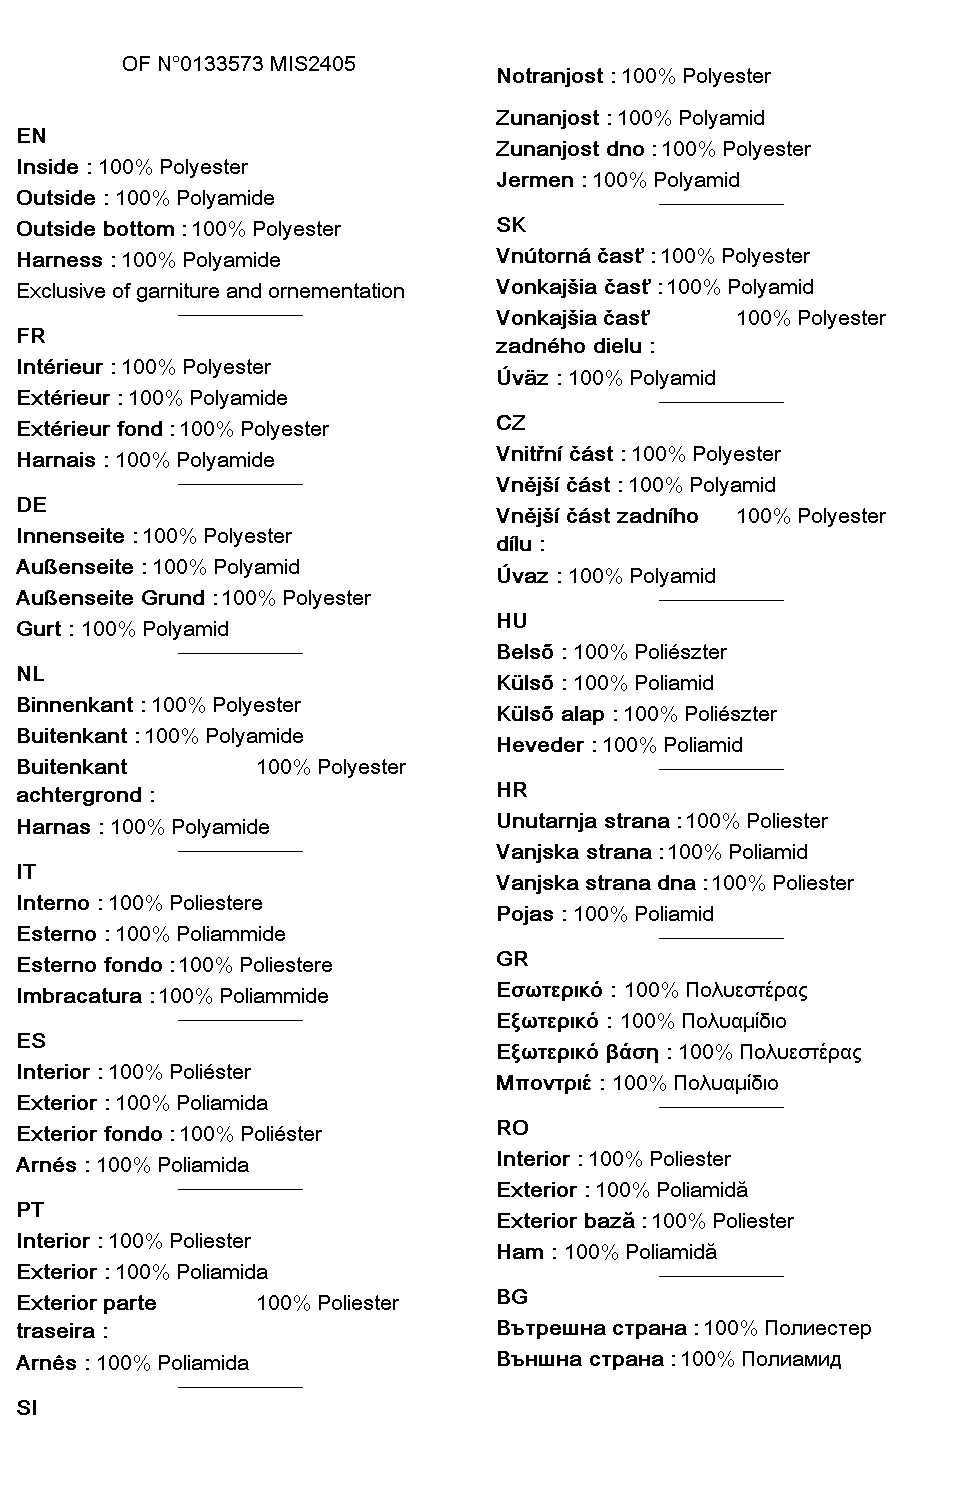 OF N°0133573 MIS2405
EN
Inside : 100% Polyester
Outside : 100% Polyamide
Outside bottom : 100% Polyester
Harness : 100% Polyamide
Exclusive of garniture and ornementation
FR
Intérieur : 100% Polyester
Extérieur : 100% Polyamide
Extérieur fond : 100% Polyester
Harnais : 100% Polyamide
DE
Innenseite : 100% Polyester
Außenseite : 100% Polyamid
Außenseite Grund : 100% Polyester
Gurt : 100% Polyamid
NL
Binnenkant : 100% Polyester
Buitenkant : 100% Polyamide
Buitenkant 100% Polyester
achtergrond :
Harnas : 100% Polyamide
IT
Interno : 100% Poliestere
Esterno : 100% Poliammide
Esterno fondo : 100% Poliestere
Imbracatura : 100% Poliammide
ES
Interior : 100% Poliéster
Exterior : 100% Poliamida
Exterior fondo : 100% Poliéster
Arnés : 100% Poliamida
PT
Interior : 100% Poliester
Exterior : 100% Poliamida
Exterior parte 100% Poliester
traseira :
Arnês : 100% Poliamida
SI
Notranjost : 100% Polyester
Zunanjost : 100% Polyamid
Zunanjost dno : 100% Polyester
Jermen : 100% Polyamid
SK
Vnútorná časť : 100% Polyester
Vonkajšia časť : 100% Polyamid
Vonkajšia časť 100% Polyester
zadného dielu :
Úväz : 100% Polyamid
CZ
Vnitřní část : 100% Polyester
Vnější část : 100% Polyamid
Vnější část zadního 100% Polyester
dílu :
Úvaz : 100% Polyamid
HU
Belsõ : 100% Poliészter
Külsõ : 100% Poliamid
Külsõ alap : 100% Poliészter
Heveder : 100% Poliamid
HR
Unutarnja strana : 100% Poliester
Vanjska strana : 100% Poliamid
Vanjska strana dna : 100% Poliester
Pojas : 100% Poliamid
GR
Εσωτερικό : 100% Πολυεστέρας
Εξωτερικό : 100% Πολυαμίδιο
Εξωτερικό βάση : 100% Πολυεστέρας
Μποντριέ : 100% Πολυαμίδιο
RO
Interior : 100% Poliester
Exterior : 100% Poliamidă
Exterior bază : 100% Poliester
Ham : 100% Poliamidă
BG
Вътрешна страна : 100% Полиестер
Външна страна : 100% Полиамид